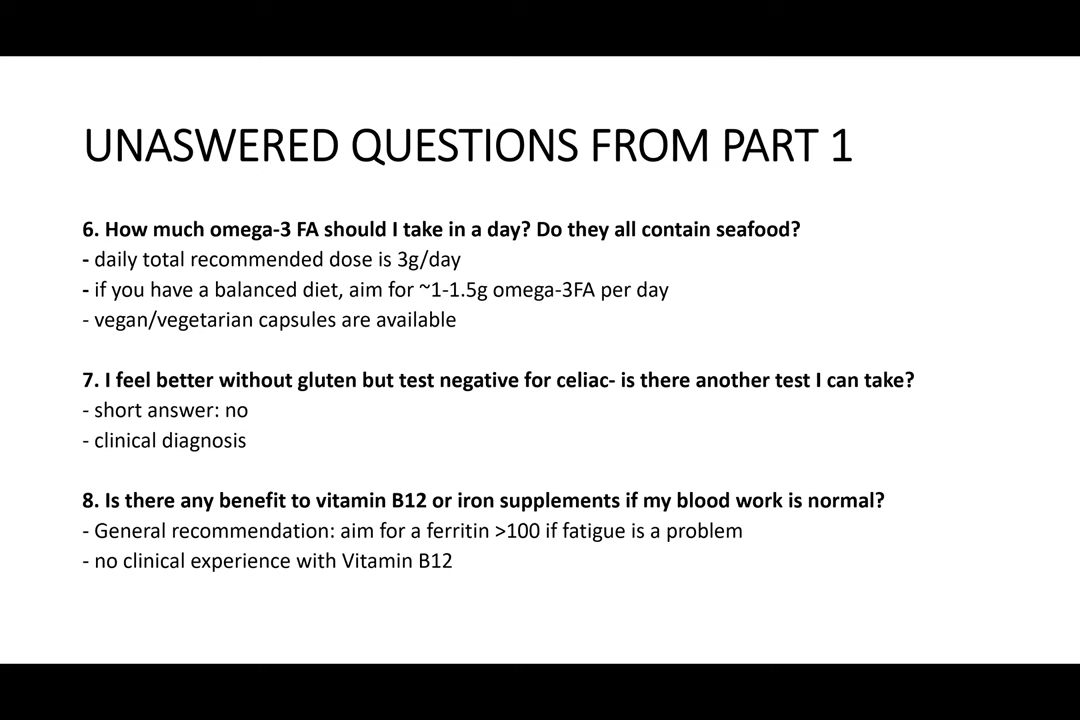 UNASWERED QUESTIONS FROM PART 1
6. How much omega-3 FA should I take in a day? Do they all contain seafood?
- daily total recommended dose is 3g/day
- if you have a balanced diet, aim for ~1-1.5g omega-3FA per day
- vegan/vegetarian capsules are available
7. I feel better without gluten but test negative for celiac- is there another test I can take?
- short answer: no
- clinical diagnosis
8. Is there any benefit to vitamin B12 or iron supplements if my blood work is normal?
- General recommendation: aim for a ferritin >100 if fatigue is a problem
- no clinical experience with Vitamin B12